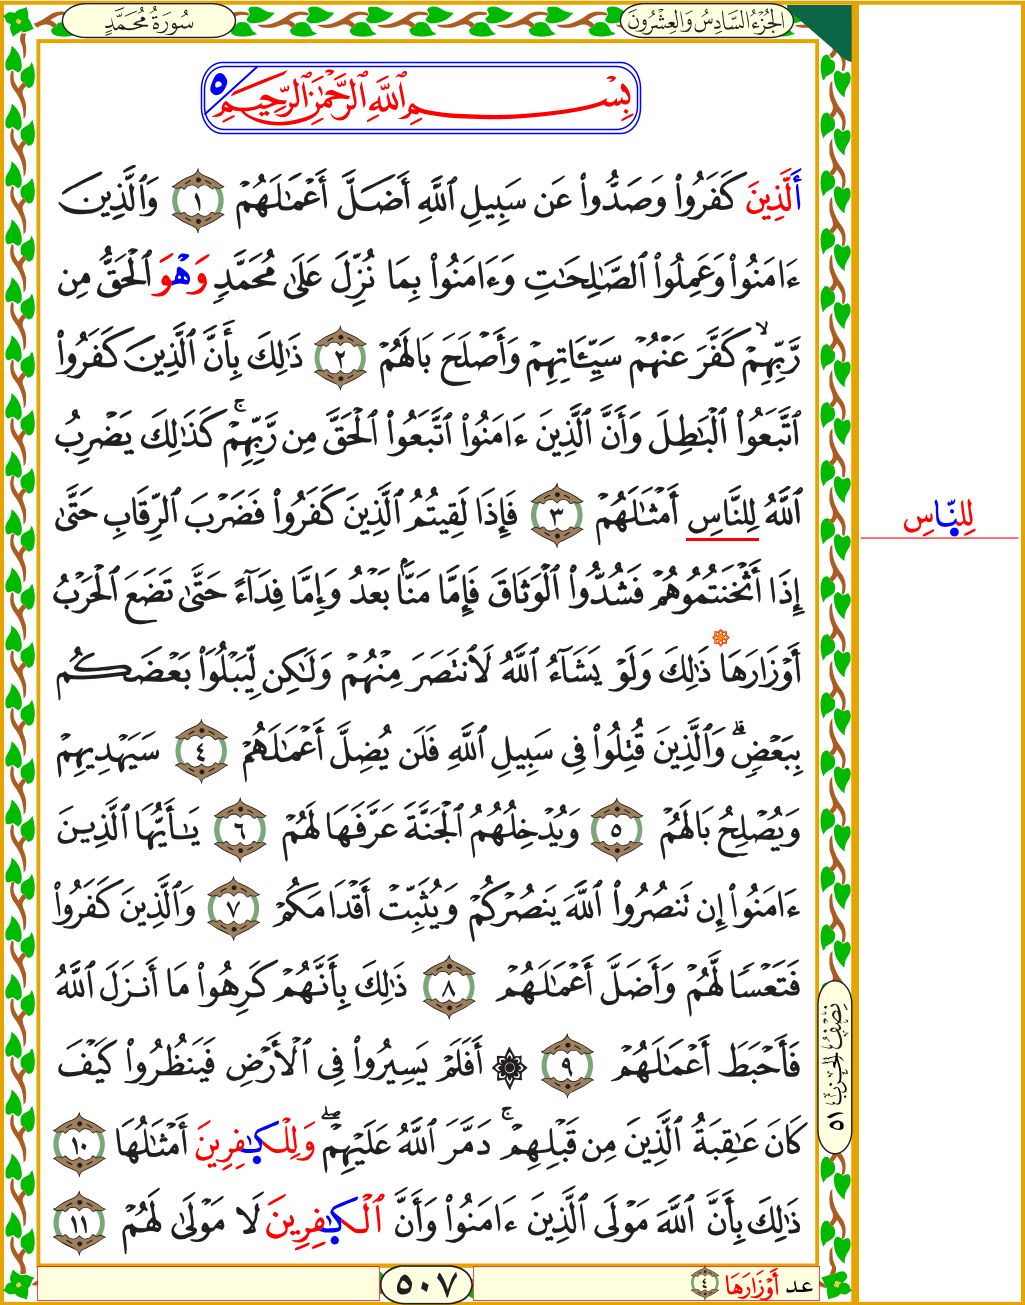 سُورَةُ مُحَمَّدٍ
الجُزْءُ السَّادِسُ وَالعِشْرُونَ
بِسْمِ ٱللَّهِ ٱلرَّحْمَٰنِ ٱلرَّحِيمِ ٥
أَلَّذِينَ كَفَرُوا۟ وَصَدُّوا۟ عَن سَبِيلِ ٱللَّهِ أَضَلَّ أَعْمَٰلَهُمْ ١ وَٱلَّذِينَ
ءَامَنُوا۟ وَعَمِلُوا۟ ٱلصَّٰلِحَٰتِ وَءَامَنُوا۟ بِمَا نُزِّلَ عَلَىٰ مُحَمَّدٍ وَهْوَ ٱلْحَقُّ مِن
رَّبِّهِمْۙ كَفَّرَ عَنْهُمْ سَيِّـَٔاتِهِمْ وَأَصْلَحَ بَالَهُمْ ٢ ذَٰلِكَ بِأَنَّ ٱلَّذِينَ كَفَرُوا۟
ٱتَّبَعُوا۟ ٱلْبَٰطِلَ وَأَنَّ ٱلَّذِينَ ءَامَنُوا۟ ٱتَّبَعُوا۟ ٱلْحَقَّ مِن رَّبِّهِمْۚ كَذَٰلِكَ يَضْرِبُ
ٱللَّهُ لِلنَّاسِ أَمْثَٰلَهُمْ ٣ فَإِذَا لَقِيتُمُ ٱلَّذِينَ كَفَرُوا۟ فَضَرْبَ ٱلرِّقَابِ حَتَّىٰ
لِلنَّاسِ
إِذَا أَثْخَنتُمُوهُمْ فَشُدُّوا۟ ٱلْوَثَاقَ فَإِمَّا مَنًّۢا بَعْدُ وَإِمَّا فِدَآءً حَتَّىٰ تَضَعَ ٱلْحَرْبُ
أَوْزَارَهَا ذَٰلِكَ وَلَوْ يَشَآءُ ٱللَّهُ لَٱنتَصَرَ مِنْهُمْ وَلَٰكِن لِّيَبْلُوَا۟ بَعْضَكُم
بِبَعْضٍۗ وَٱلَّذِينَ قُتِلُوا۟ فِى سَبِيلِ ٱللَّهِ فَلَن يُضِلَّ أَعْمَٰلَهُمْ ٤ سَيَهْدِيهِمْ
وَيُصْلِحُ بَالَهُمْ ٥ وَيُدْخِلُهُمُ ٱلْجَنَّةَ عَرَّفَهَا لَهُمْ ٦ يَٰٓأَيُّهَا ٱلَّذِينَ
ءَامَنُوا۟ إِن تَنصُرُوا۟ ٱللَّهَ يَنصُرْكُمْ وَيُثَبِّتْ أَقْدَامَكُمْ ٧ وَٱلَّذِينَ كَفَرُوا۟
فَتَعْسًا لَّهُمْ وَأَضَلَّ أَعْمَٰلَهُمْ ٨ ذَٰلِكَ بِأَنَّهُمْ كَرِهُوا۟ مَا أَنزَلَ ٱللَّهُ
فَأَحْبَطَ أَعْمَٰلَهُمْ ٩ ۞ أَفَلَمْ يَسِيرُوا۟ فِى ٱلْأَرْضِ فَيَنظُرُوا۟ كَيْفَ
نِصْفُ الحِزْبِ ٥١
كَانَ عَٰقِبَةُ ٱلَّذِينَ مِن قَبْلِهِمْۚ دَمَّرَ ٱللَّهُ عَلَيْهِمْۖ وَلِلْكَٰفِرِينَ أَمْثَٰلُهَا ١٠
ذَٰلِكَ بِأَنَّ ٱللَّهَ مَوْلَى ٱلَّذِينَ ءَامَنُوا۟ وَأَنَّ ٱلْكَٰفِرِينَ لَا مَوْلَىٰ لَهُمْ ١١
عد أَوْزَارَهَا ٤
٥٠٧